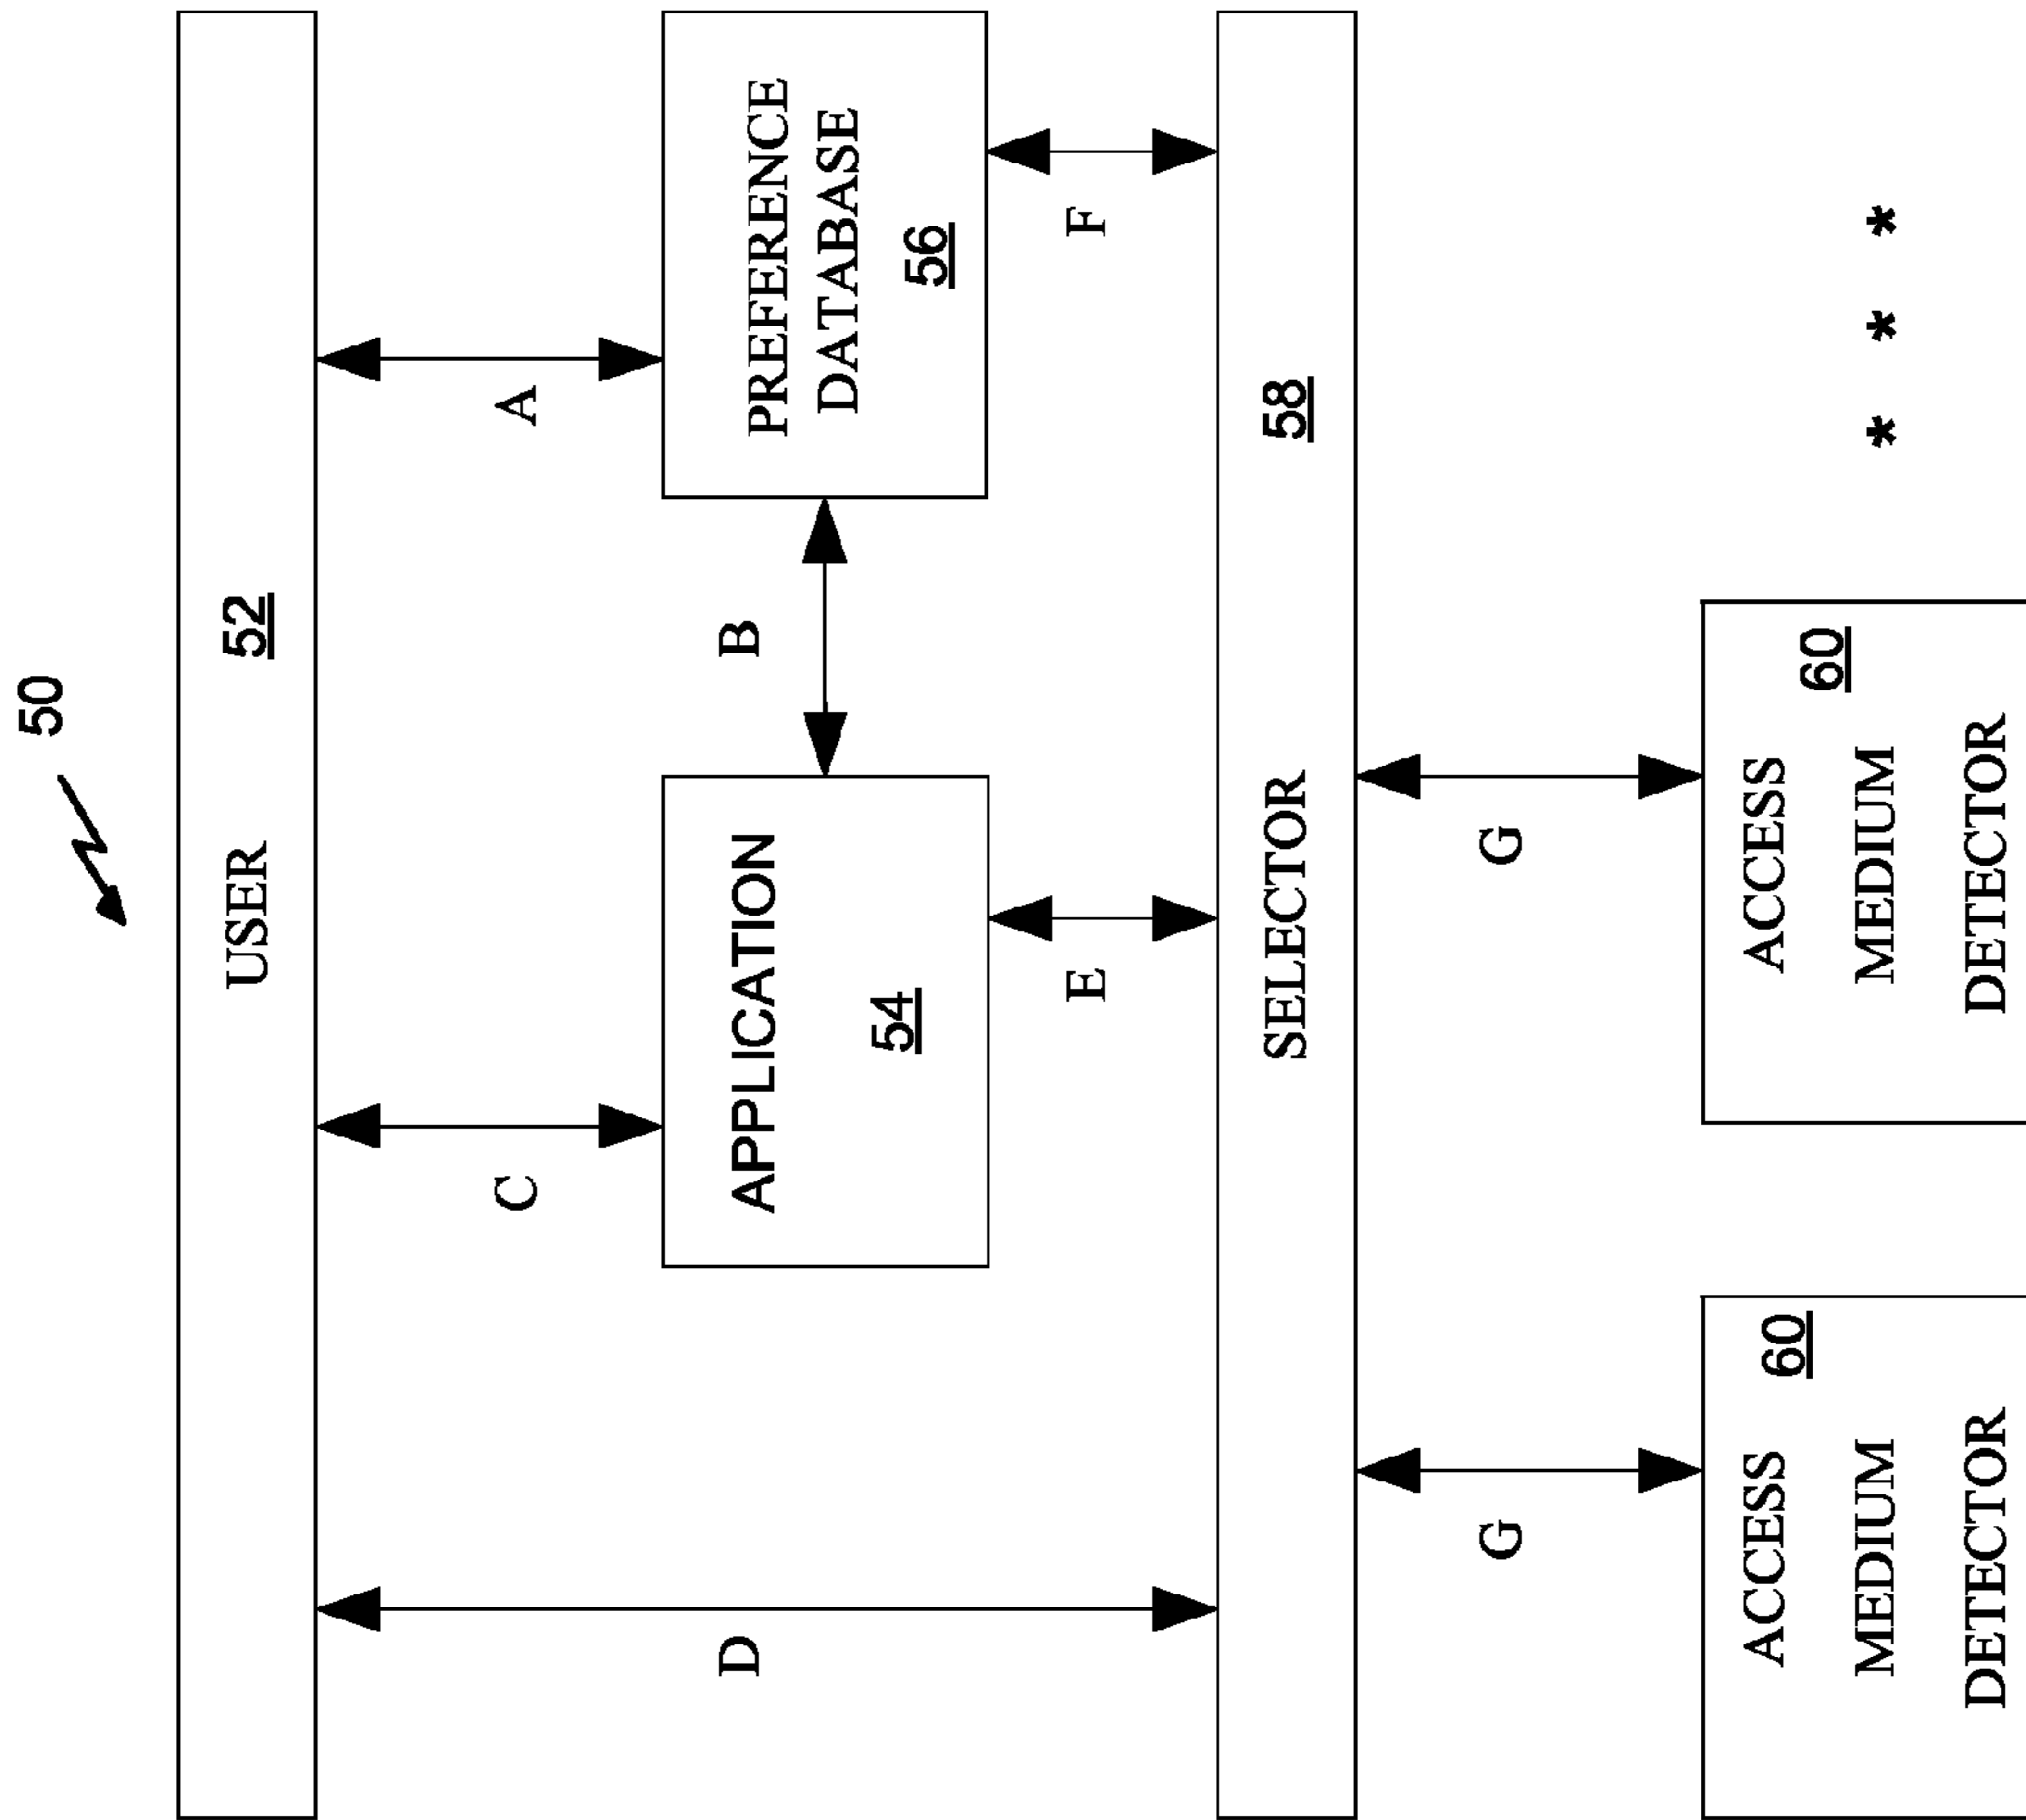 50
USER 52
C
A
D
APPLICATION
54
B
PREFERENCE
DATABASE
56
E
F
SELECTOR 58
G
G
ACCESS 60
MEDIUM
DETECTOR
ACCESS 60
MEDIUM
DETECTOR
* * *